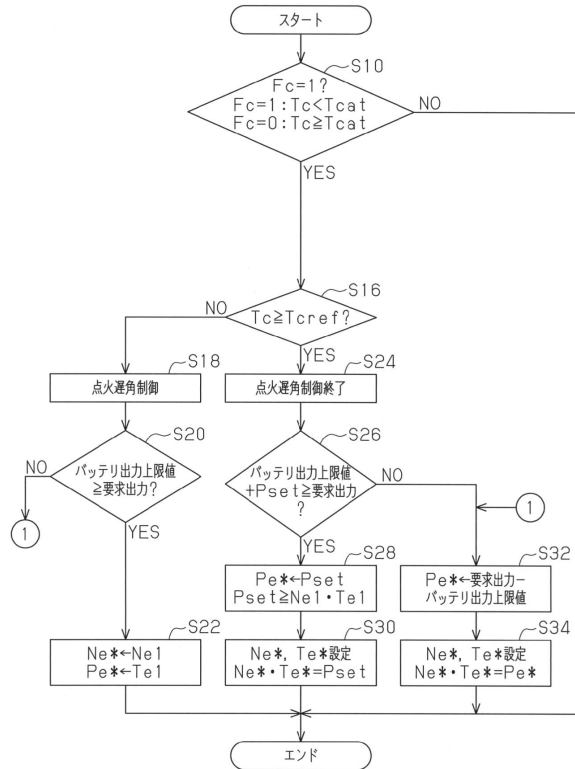 スタート
S10
Fc=1?
Fc=1:Tc<Tcat
Fc=0:Tc≧Tcat
NO
YES
S16
NO
Tc≧Tcref?
YES
S18
点火遅角制御
S24
点火遅角制御終了
S20
NO
バッテリ出力上限値
≧要求出力?
YES
S26
バッテリ出力上限値
+Pset≧要求出力
?
NO
YES
1
1
S28
Pe*←Pset
Pset≧Ne1・Te1
S32
Pe*←要求出力−
バッテリ出力上限値
S22
Ne*←Ne1
Pe*←Te1
S30
Ne*, Te*設定
Ne*・Te*=Pset
S34
Ne*, Te*設定
Ne*・Te*=Pe*
エンド